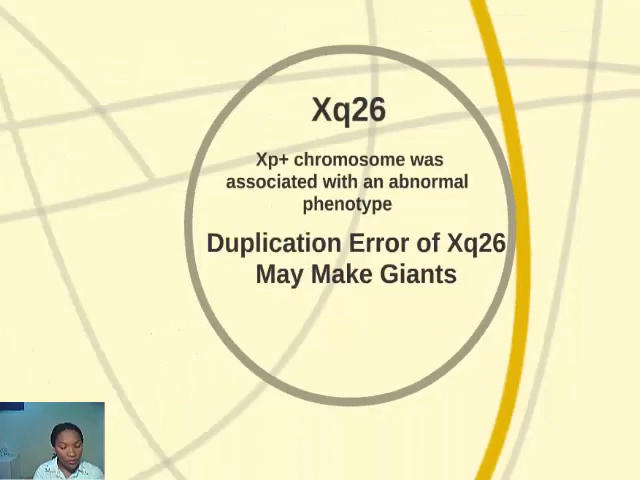 Xq26
Xp+ chromosome was
associated with an abnormal
phenotype
Duplication Error of Xq26
May Make Giants